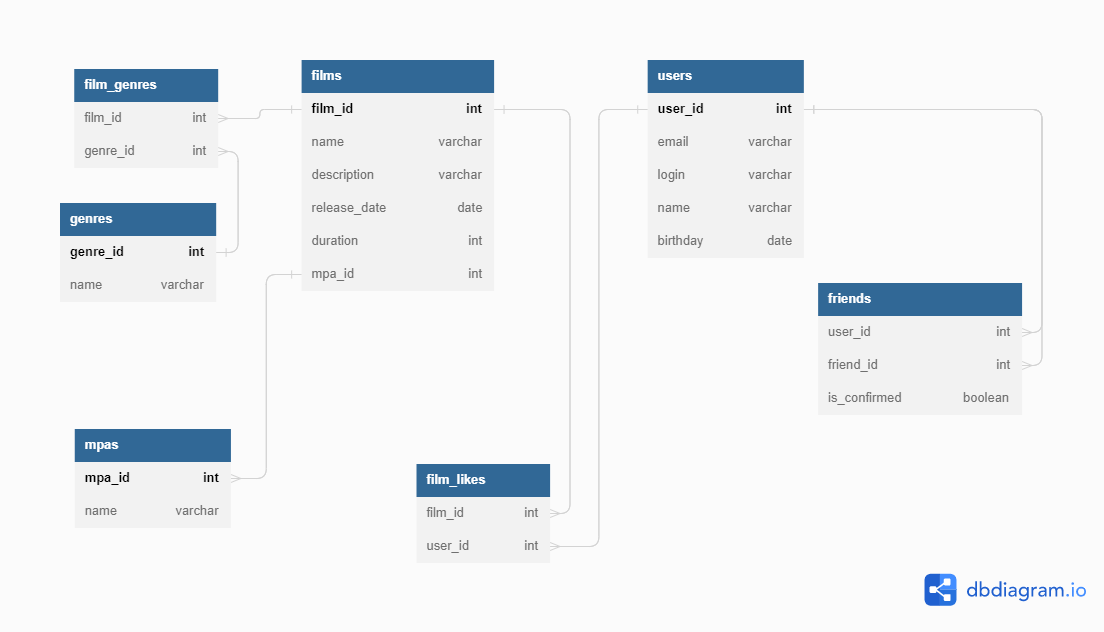 film_genres
film_id int
genre_id int
genres
genre_id int
name varchar
films
film_id int
name varchar
description varchar
release_date date
duration int
mpa_id int
users
user_id int
email varchar
login varchar
name varchar
birthday date
friends
user_id int
friend_id int
is_confirmed boolean
mpas
mpa_id int
name varchar
film_likes
film_id int
user_id int
dbdiagram.io